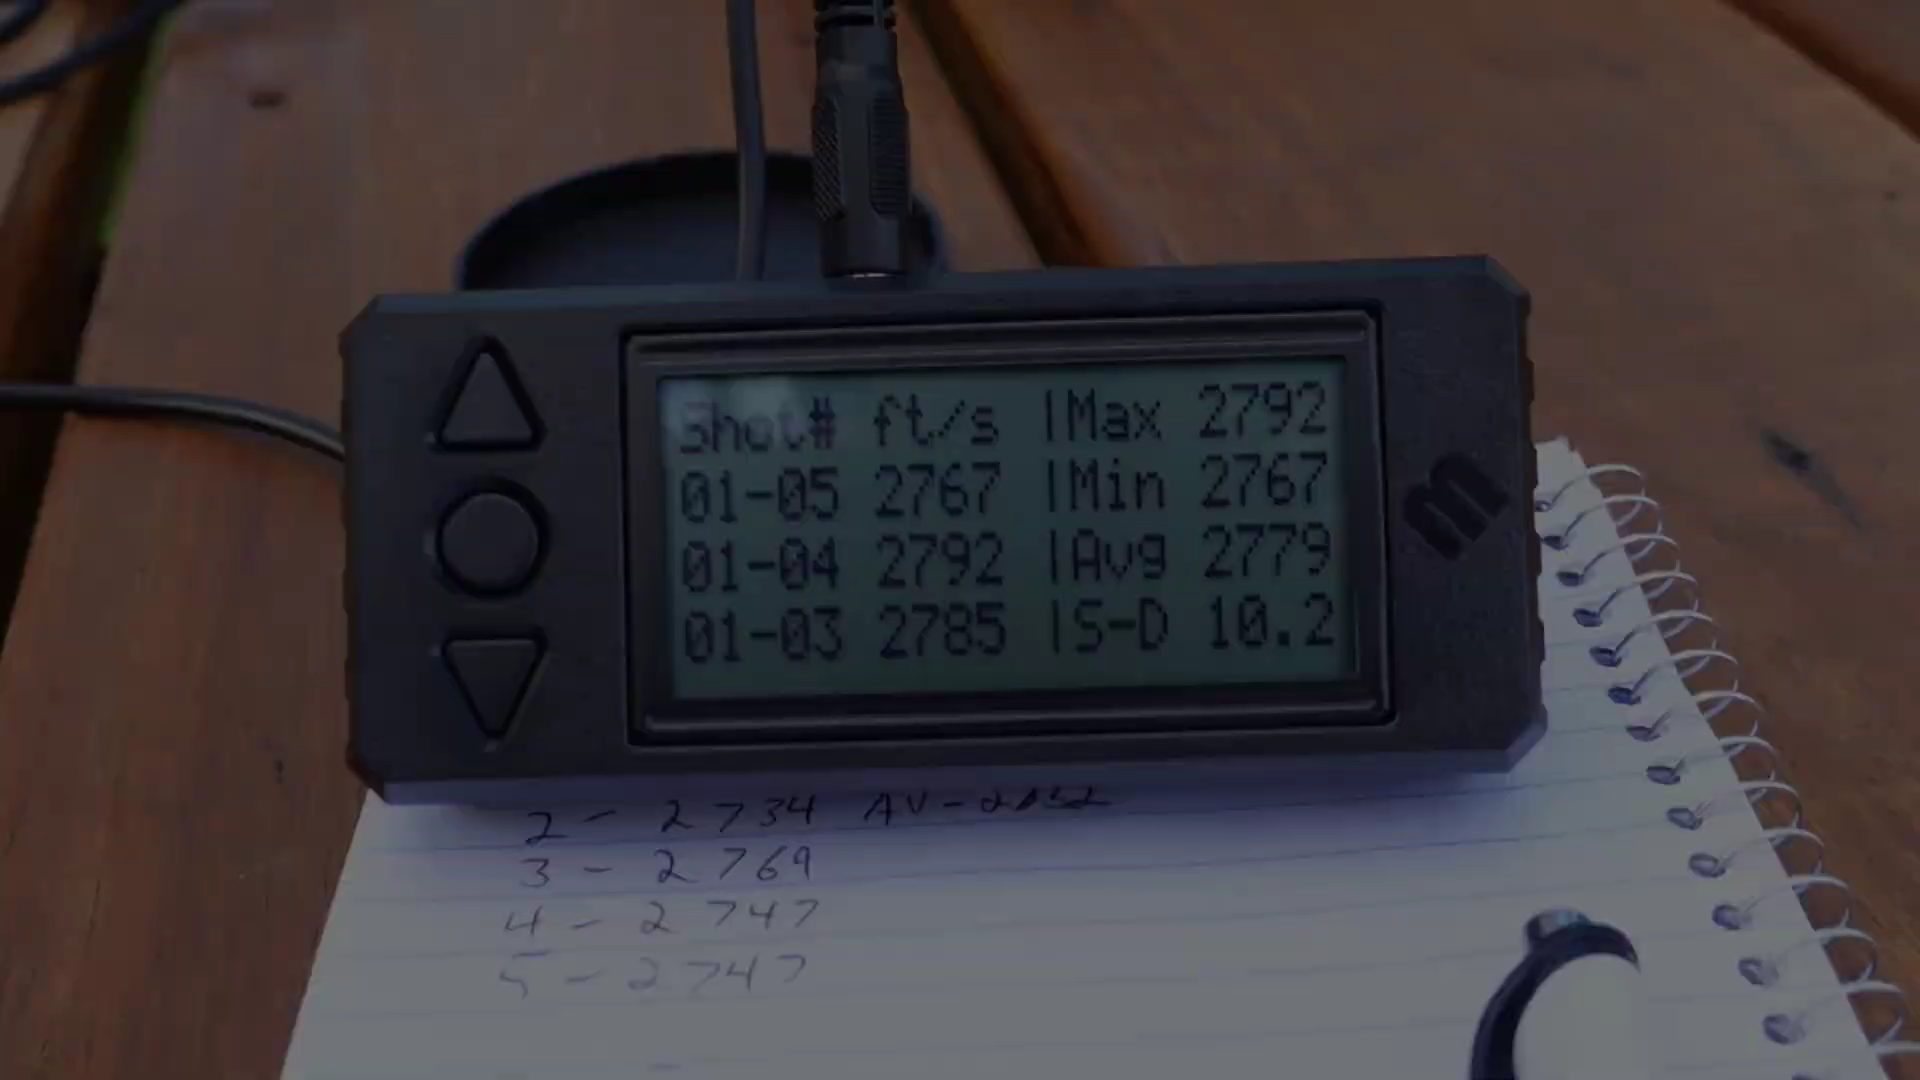 Shot# ft/s |Max 2792
01-05 2767 |Min 2767
01-04 2792 |Avg 2779
01-03 2785 |S-D 10.2
m
2 - 2734 AV-
3 - 2769
4 - 2747
5 - 2747